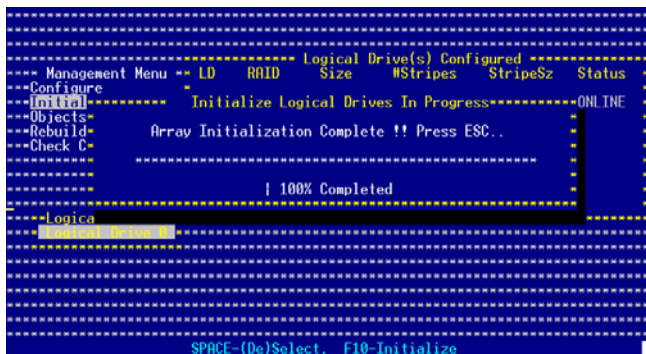 Logical Drive(s) Configured
Management Menu LD RAID Size #Stripes StripeSz Status
Configure
Initial Initialize Logical Drives In Progress ONLINE
Objects
Rebuild Array Initialization Complete !! Press ESC..
Check C
| 100% Completed
Logica
Logical Drive 0
SPACE-(De)Select, F10-Initialize